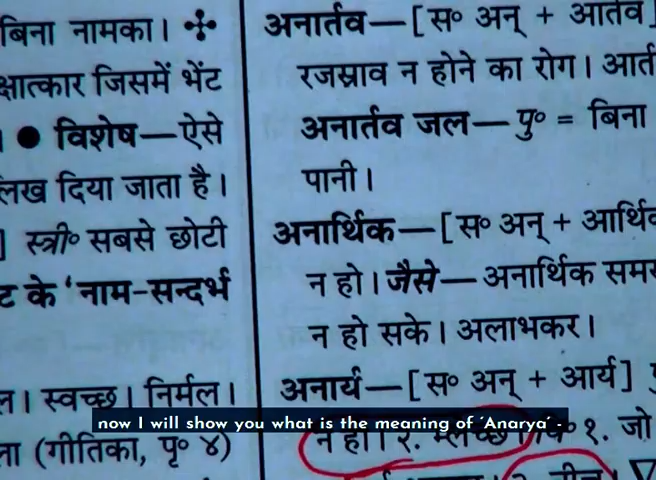 बिना नामका।
क्षात्कार जिसमें भेंट
। ● विशेष—ऐसे
लिख दिया जाता है।
] स्त्री॰ सबसे छोटी
ट के 'नाम-सन्दर्भ
ल। स्वच्छ। निर्मल।
ना (गीतिका, पृ॰ ४)
अनार्तव—[स॰ अन् + आर्तव]
रजस्राव न होने का रोग। आर्त
अनार्तव जल—पु॰ = बिना
पानी।
अनार्थिक—[स॰ अन् + आर्थि
न हो। जैसे—अनार्थिक समस
न हो सके। अलाभकर।
अनार्य—[स॰ अन् + आर्य] पु
now I will show you what is the meaning of 'Anarya' -
न हो। २. म्लेच्छ। वि॰ १. जो